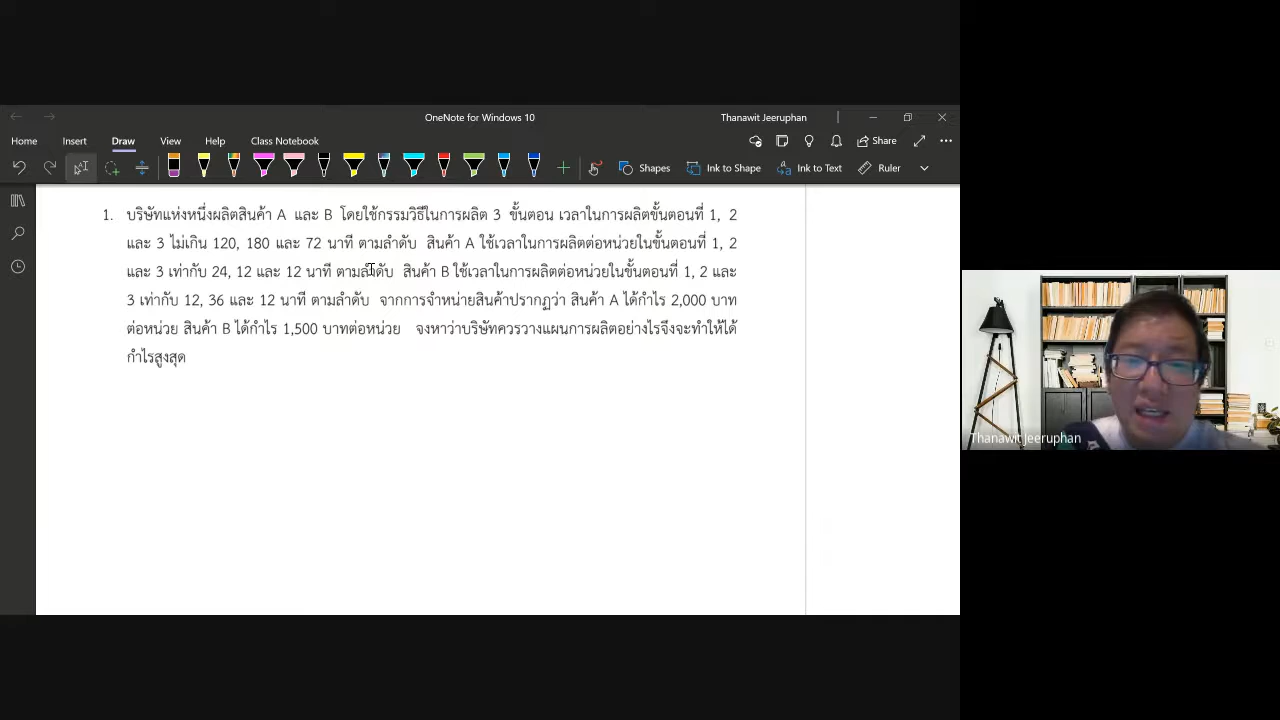 OneNote for Windows 10
Thanawit Jeeruphan
Home Insert Draw View Help Class Notebook
Share
Shapes Ink to Shape Ink to Text Ruler
1. บริษัทแห่งหนึ่งผลิตสินค้า A และ B โดยใช้กรรมวิธีในการผลิต 3 ขั้นตอน เวลาในการผลิตขั้นตอนที่ 1, 2
และ 3 ไม่เกิน 120, 180 และ 72 นาที ตามลำดับ สินค้า A ใช้เวลาในการผลิตต่อหน่วยในขั้นตอนที่ 1, 2
และ 3 เท่ากับ 24, 12 และ 12 นาที ตามลำดับ สินค้า B ใช้เวลาในการผลิตต่อหน่วยในขั้นตอนที่ 1, 2 และ
3 เท่ากับ 12, 36 และ 12 นาที ตามลำดับ จากการจำหน่ายสินค้าปรากฏว่า สินค้า A ได้กำไร 2,000 บาท
ต่อหน่วย สินค้า B ได้กำไร 1,500 บาทต่อหน่วย จงหาว่าบริษัทควรวางแผนการผลิตอย่างไรจึงจะทำให้ได้
กำไรสูงสุด
Thanawit Jeeruphan